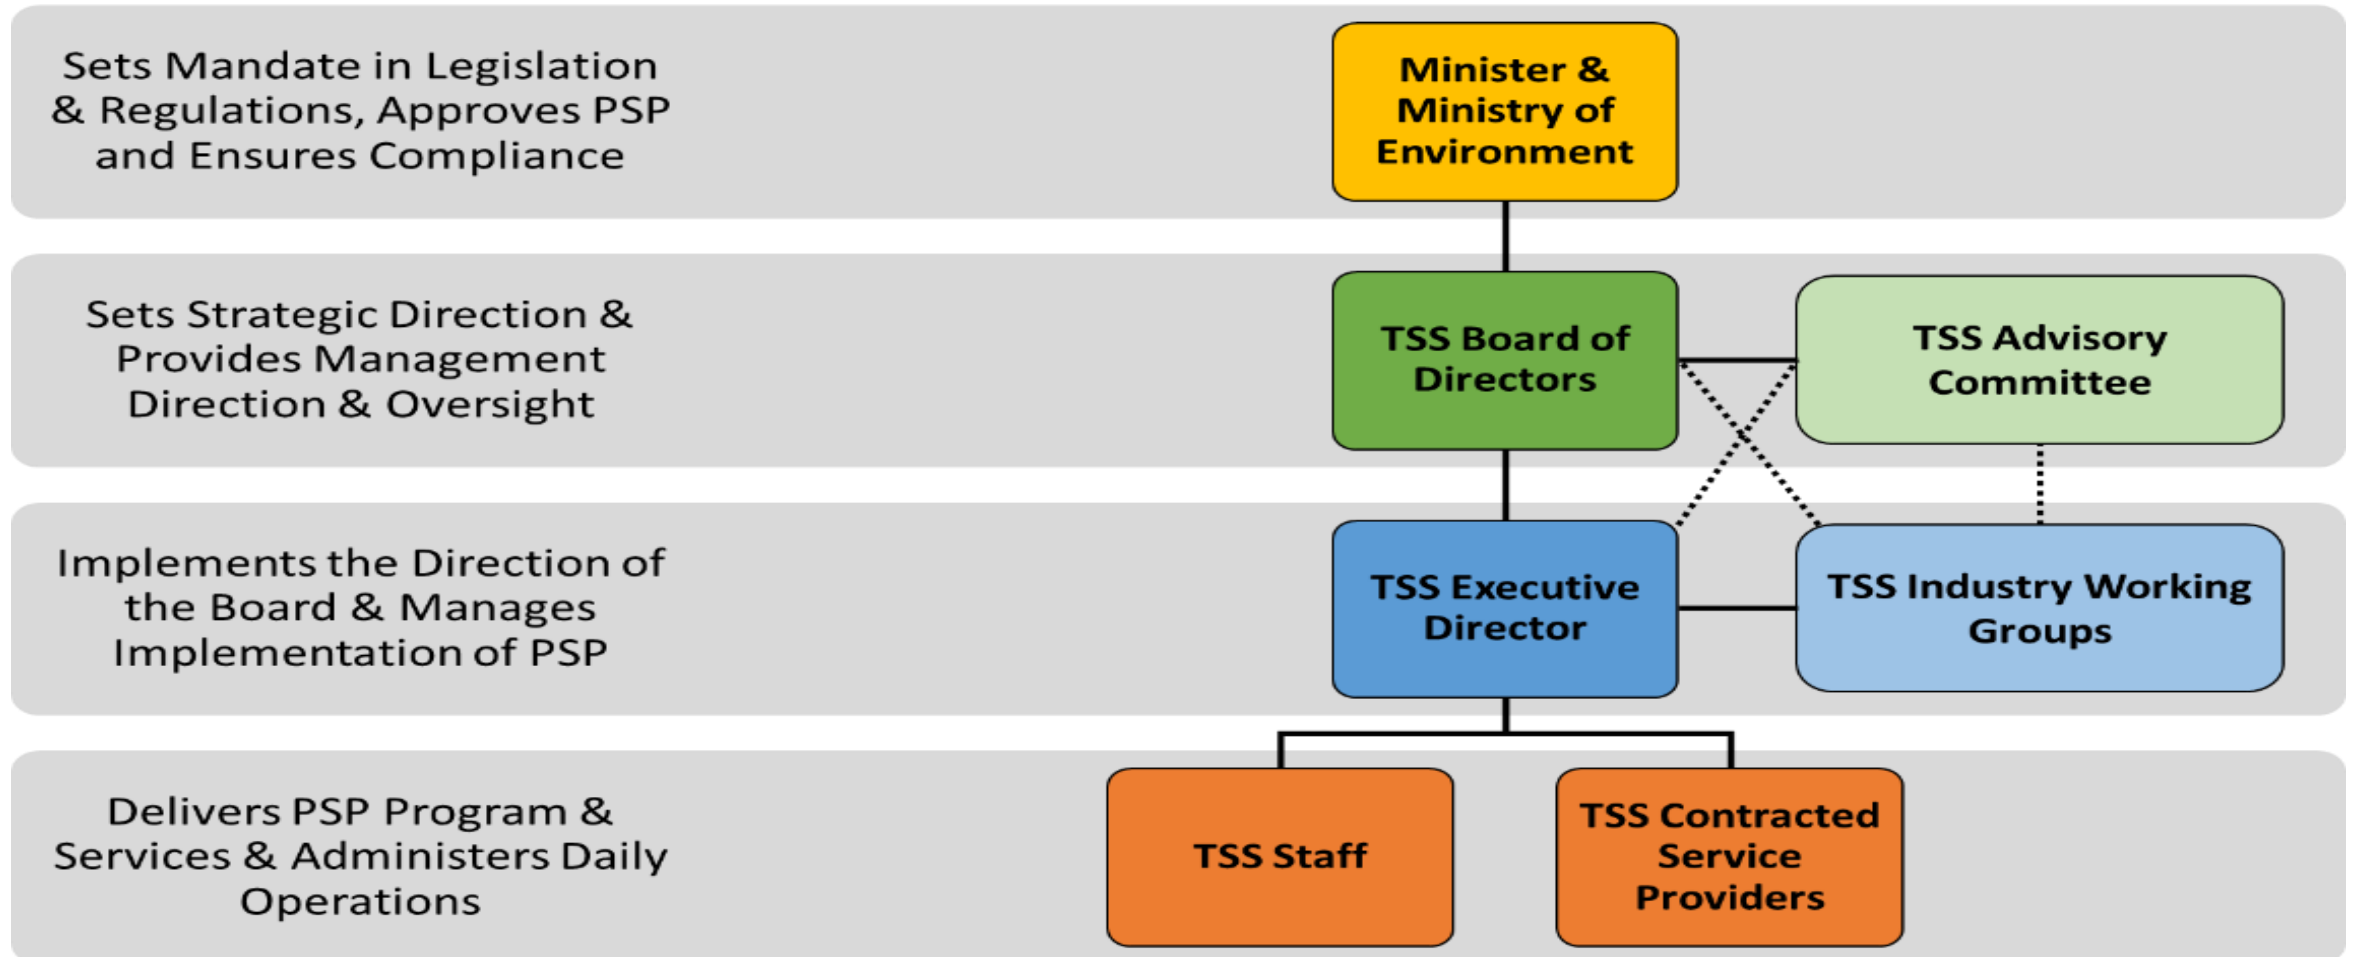 Sets Mandate in Legislation
& Regulations, Approves PSP
and Ensures Compliance
Minister &
Ministry of
Environment
Sets Strategic Direction &
Provides Management
Direction & Oversight
TSS Board of
Directors
TSS Advisory
Committee
Implements the Direction of
the Board & Manages
Implementation of PSP
TSS Executive
Director
TSS Industry Working
Groups
Delivers PSP Program &
Services & Administers Daily
Operations
TSS Staff
TSS Contracted
Service
Providers